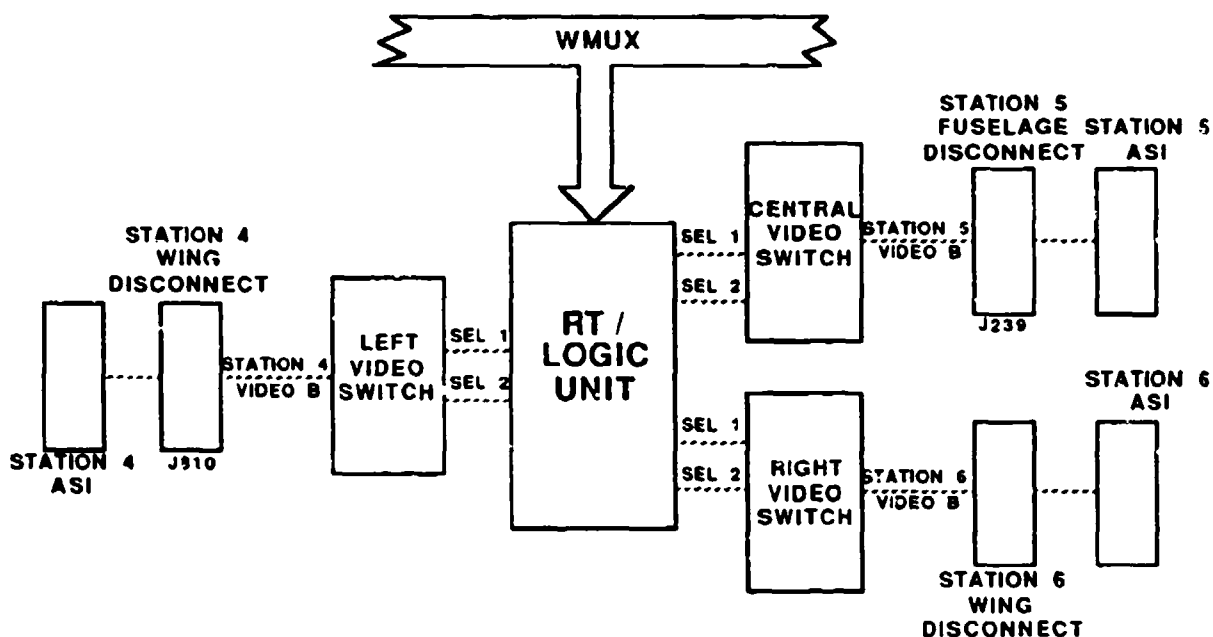 WMUX
STATION 5
FUSELAGE
DISCONNECT
STATION 5
ASI
CENTRAL
VIDEO
SWITCH
SEL 1
SEL 2
STATION 5
VIDEO B
J239
STATION 4
WING
DISCONNECT
STATION 4
VIDEO B
LEFT
VIDEO
SWITCH
SEL 1
SEL 2
RT /
LOGIC
UNIT
STATION 4
ASI
SEL 1
SEL 2
RIGHT
VIDEO
SWITCH
STATION 6
VIDEO B
STATION 6
ASI
STATION 6
WING
DISCONNECT